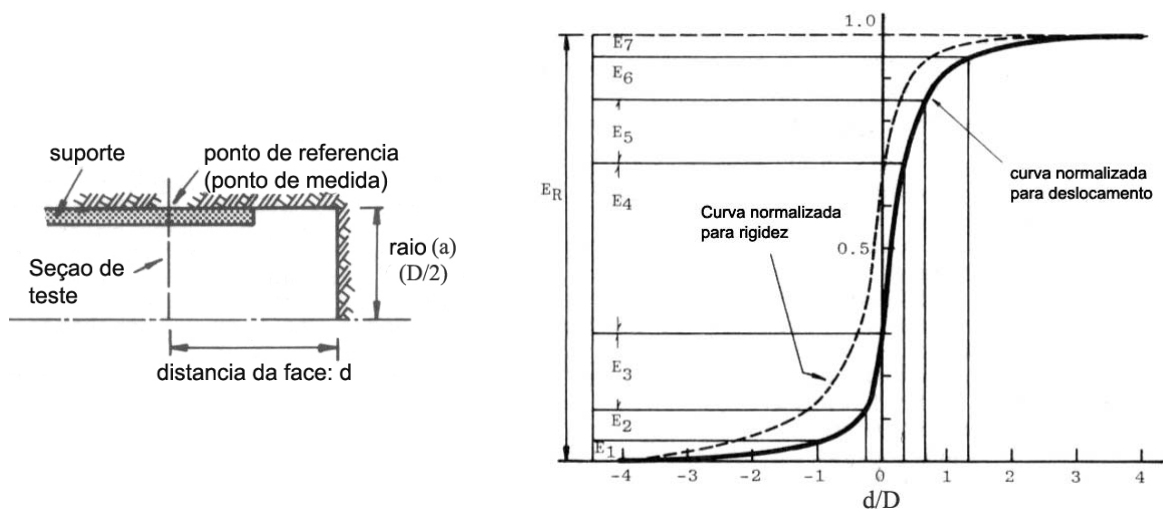 suporte
ponto de referencia
(ponto de medida)
Seçao de
teste
raio (a)
(D/2)
distancia da face: d
1.0
E7
E6
E5
E_R
E4
Curva normalizada
para rigidez
curva normalizada
para deslocamento
0.5
E3
E2
E1
-4 -3 -2 -1 0 1 2 3 4
d/D